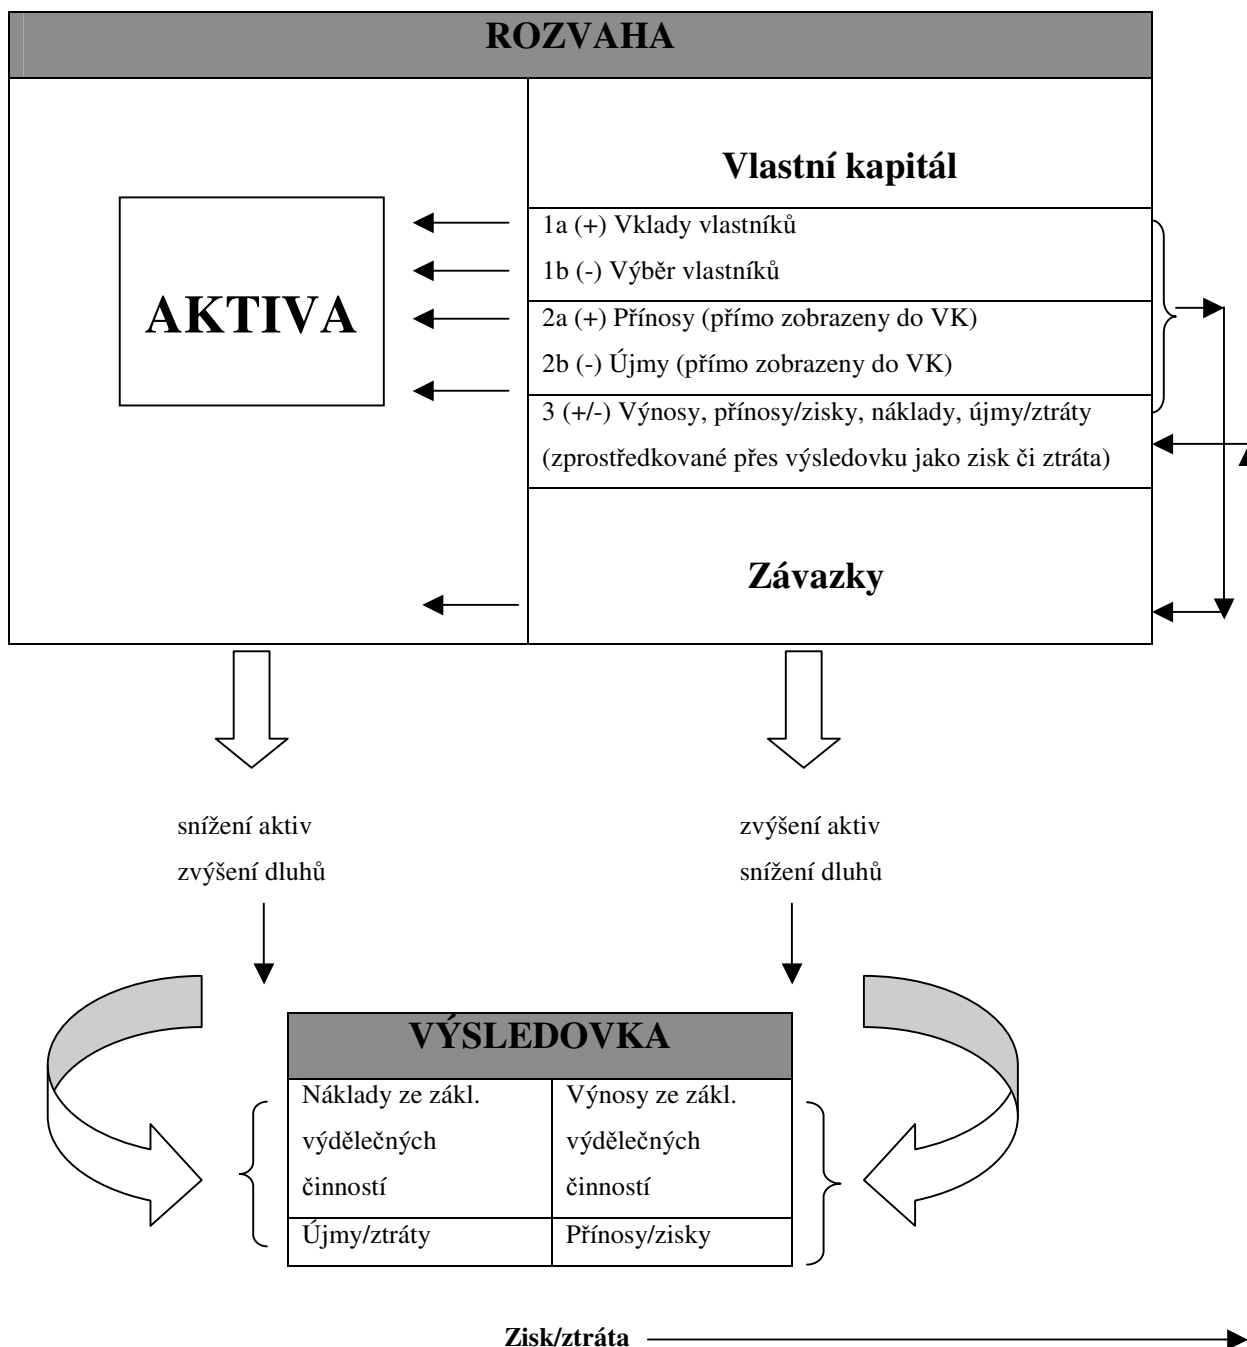 ROZVAHA
Vlastní kapitál
AKTIVA
1a (+) Vklady vlastníků
1b (-) Výběr vlastníků
2a (+) Přínosy (přímo zobrazeny do VK)
2b (-) Újmy (přímo zobrazeny do VK)
3 (+/-) Výnosy, přínosy/zisky, náklady, újmy/ztráty
(zprostředkované přes výsledovku jako zisk či ztráta)
Závazky
snížení aktiv
zvýšení dluhů
zvýšení aktiv
snížení dluhů
VÝSLEDOVKA
Náklady ze zákl.
výdělečných
činností
Výnosy ze zákl.
výdělečných
činností
Újmy/ztráty
Přínosy/zisky
Zisk/ztráta